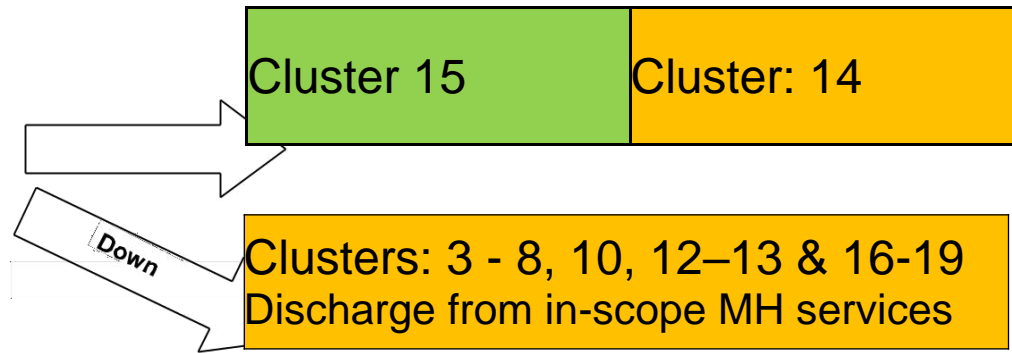 Cluster 15
Cluster: 14
Down
Clusters: 3 - 8, 10, 12–13 & 16-19
Discharge from in-scope MH services